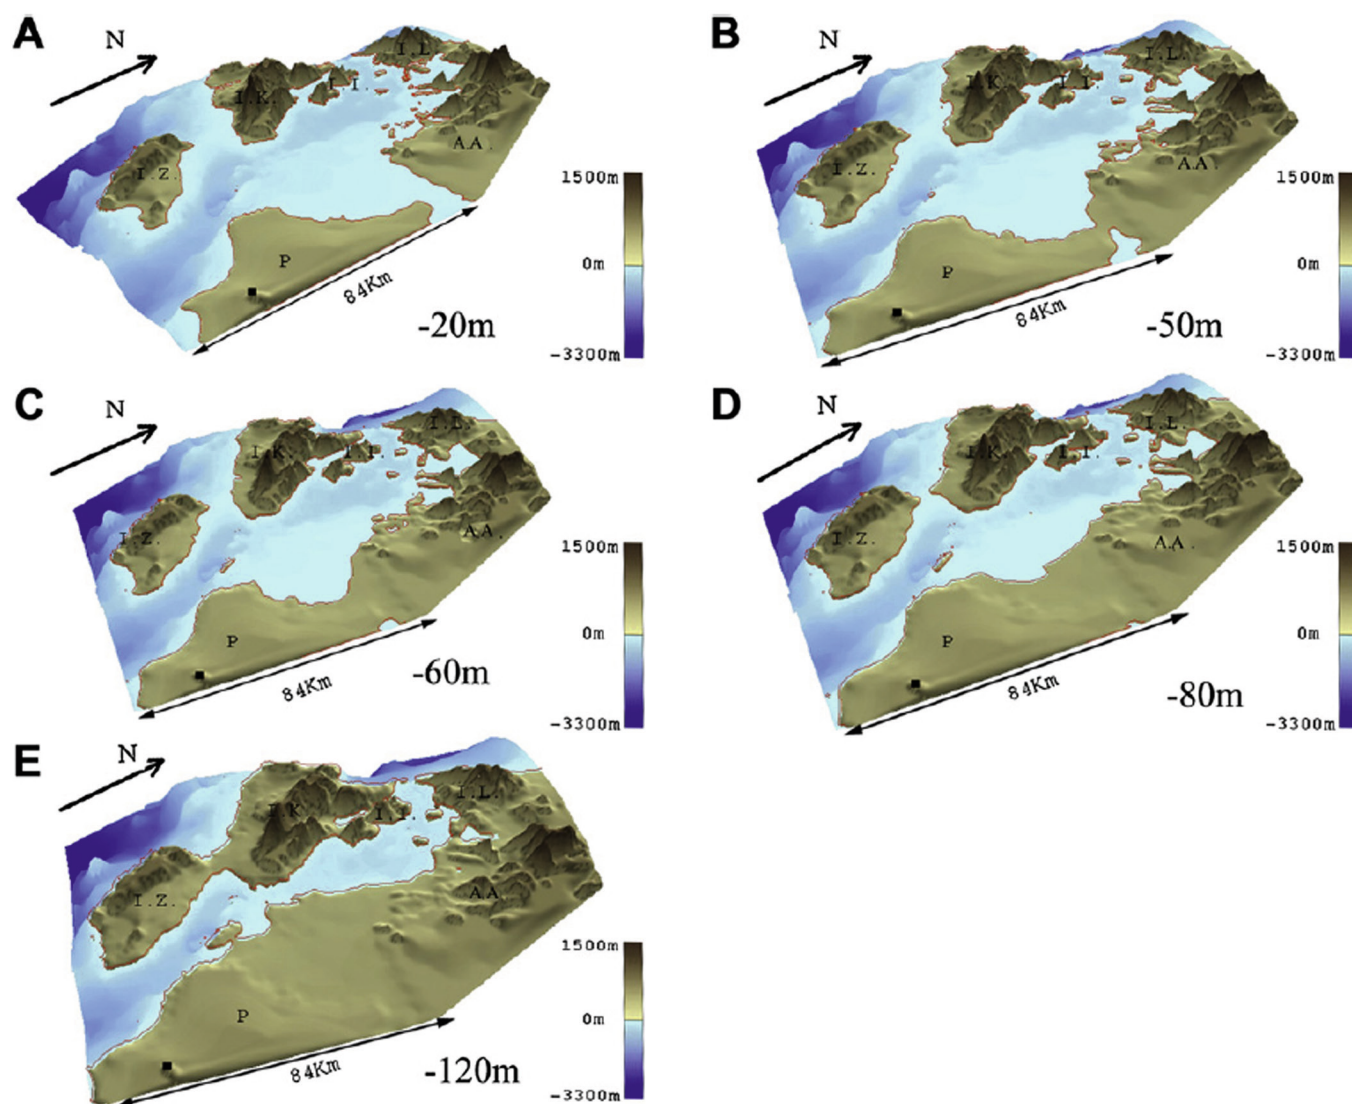 A
N
I.L.
I.I.
I.K.
A.A.
I.Z.
P
84Km
-20m
1500m
0m
-3300m
B
N
I.L.
I.K.
I.I.
I.Z.
A.A.
P
84Km
-50m
1500m
0m
-3300m
C
N
I.L.
I.K.
I.I.
I.Z.
A.A.
P
84Km
-60m
1500m
0m
-3300m
D
N
I.L.
I.K.
I.I.
I.Z.
A.A.
P
84Km
-80m
1500m
0m
-3300m
E
N
I.L.
I.K
I.I.
I.Z.
A.A
P
84Km
-120m
1500m
0m
-3300m